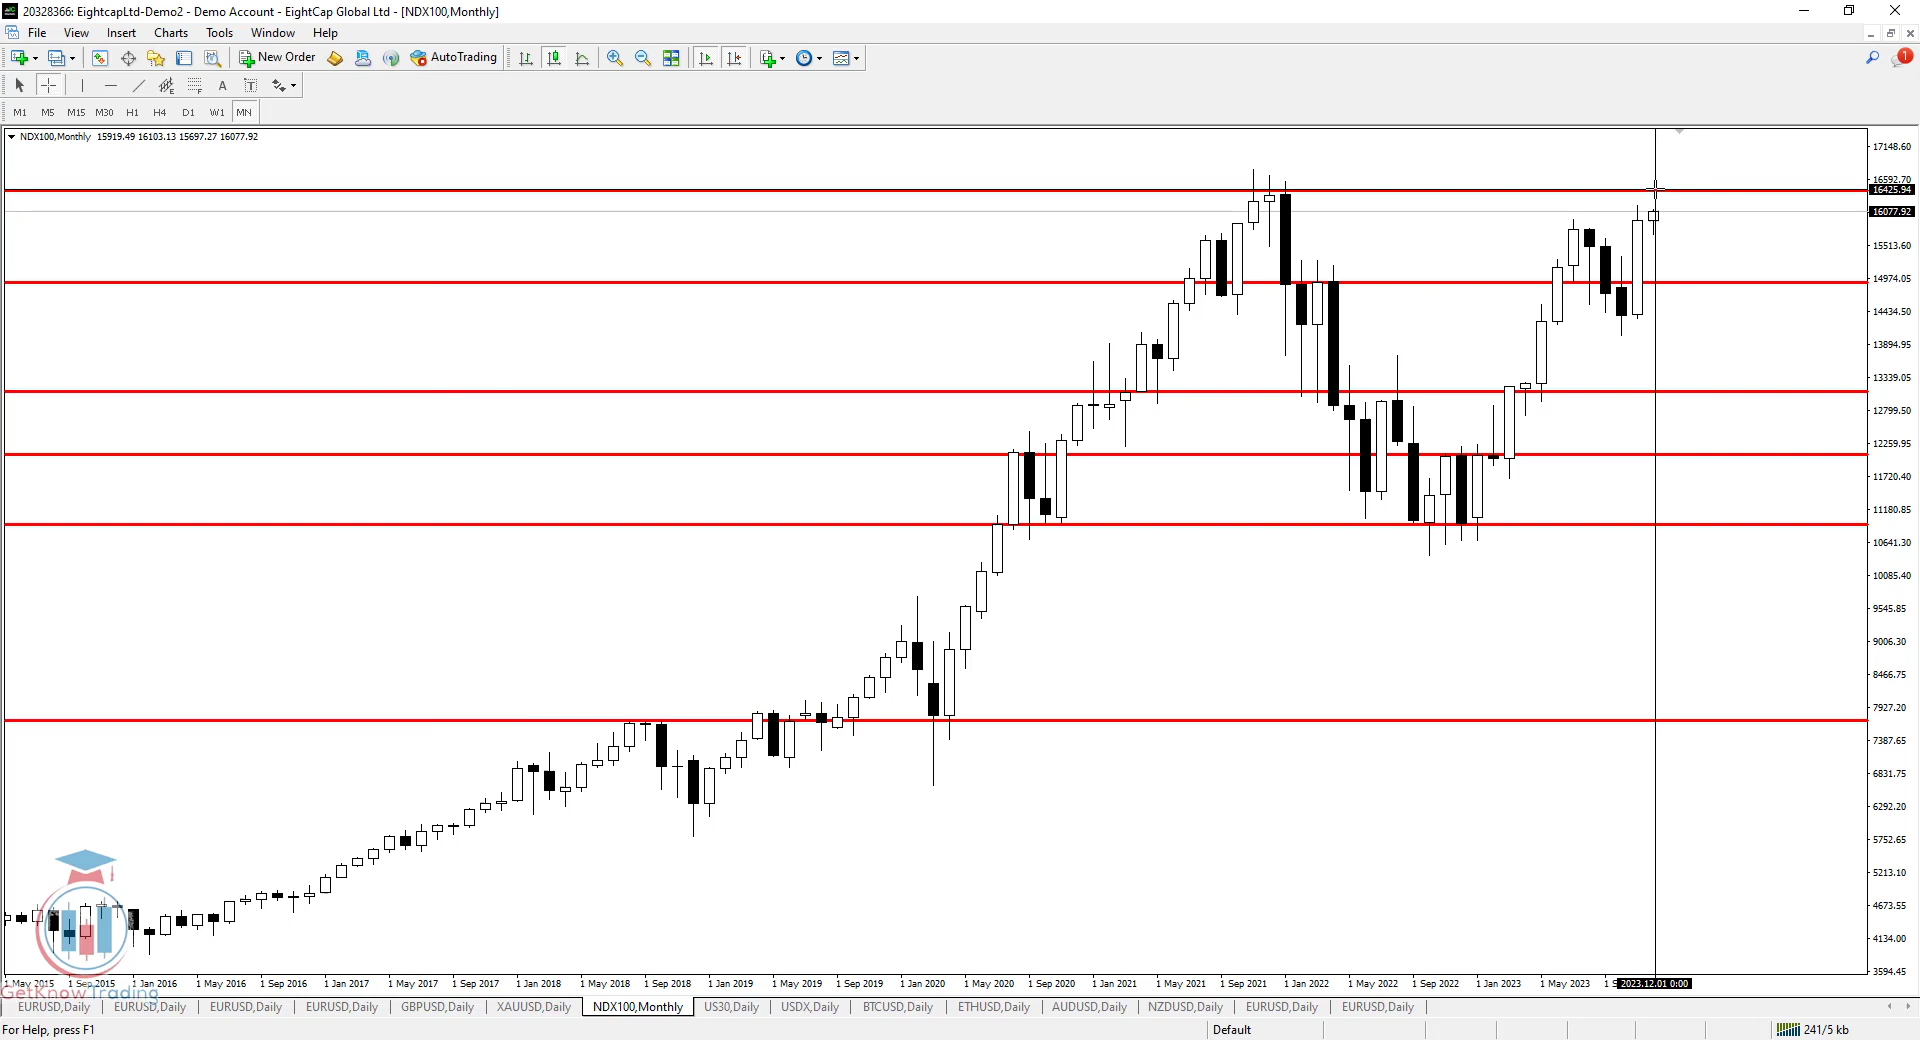 20328366: EightcapLtd-Demo2 - Demo Account - EightCap Global Ltd - [NDX100,Monthly]
File View Insert Charts Tools Window Help
New Order AutoTrading 1
E F A T
M1 M5 M15 M30 H1 H4 D1 W1 MN
NDX100,Monthly 15919.49 16103.13 15697.27 16077.92
17148.60
16592.70
16425.94
16077.92
15513.60
14974.05
14434.50
13894.95
13339.05
12799.50
12259.95
11720.40
11180.85
10641.30
10085.40
9545.85
9006.30
8466.75
7927.20
7387.65
6831.75
6292.20
5752.65
5213.10
4673.55
4134.00
3594.45
1 May 2015 1 Sep 2015 1 Jan 2016 1 May 2016 1 Sep 2016 1 Jan 2017 1 May 2017 1 Sep 2017 1 Jan 2018 1 May 2018 1 Sep 2018 1 Jan 2019 1 May 2019 1 Sep 2019 1 Jan 2020 1 May 2020 1 Sep 2020 1 Jan 2021 1 May 2021 1 Sep 2021 1 Jan 2022 1 May 2022 1 Sep 2022 1 Jan 2023 1 May 2023 1 S 2023.12.01 0:00
GetKnowTrading
EURUSD,Daily EURUSD,Daily EURUSD,Daily EURUSD,Daily GBPUSD,Daily XAUUSD,Daily NDX100,Monthly US30,Daily USDX,Daily BTCUSD,Daily ETHUSD,Daily AUDUSD,Daily NZDUSD,Daily EURUSD,Daily EURUSD,Daily
For Help, press F1 Default 241/5 kb